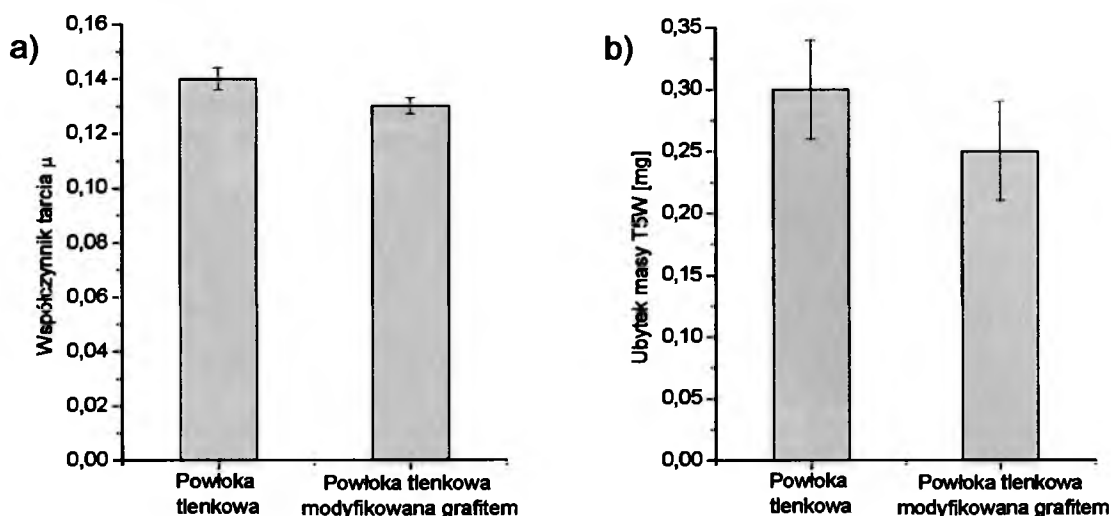 a)
Współczynnik tarcia μ
0,16
0,14
0,12
0,10
0,08
0,06
0,04
0,02
0,00
Powłoka
tlenkowa
Powłoka tlenkowa
modyfikowana grafitem
b)
Ubytek masy T5W [mg]
0,35
0,30
0,25
0,20
0,15
0,10
0,05
0,00
Powłoka
tlenkowa
Powłoka tlenkowa
modyfikowana grafitem